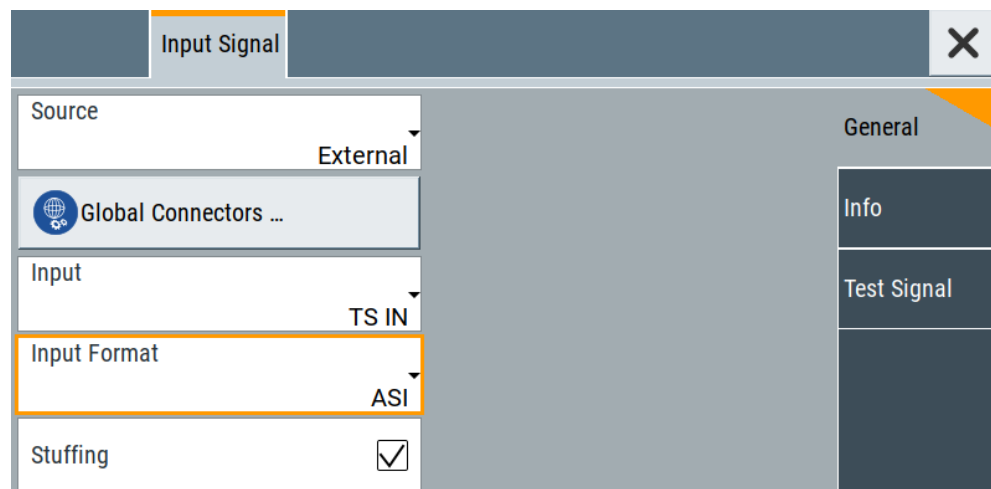 Input Signal
Source
External
General
Global Connectors ...
Info
Input
TS IN
Test Signal
Input Format
ASI
Stuffing